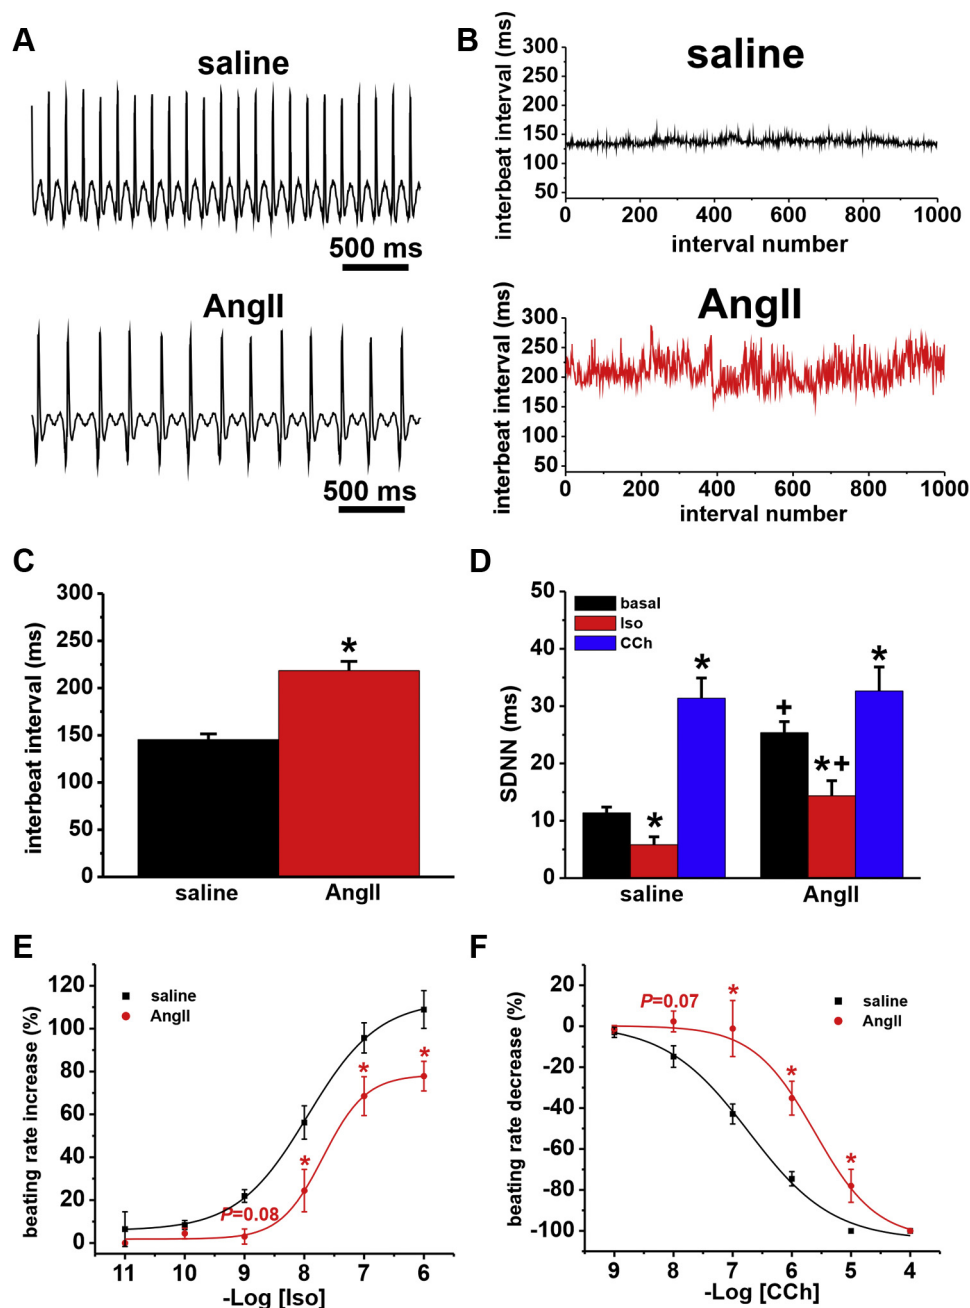 A
saline
500 ms
AngII
500 ms
B
saline
interbeat interval (ms)
300
250
200
150
100
50
0 200 400 600 800 1000
interval number
AngII
interbeat interval (ms)
300
250
200
150
100
50
0 200 400 600 800 1000
interval number
C
interbeat interval (ms)
300
250
200
150
100
50
0
*
saline AngII
D
SDNN (ms)
50
40
30
20
10
0
basal
Iso
CCh
*
*
+
*
*+
saline AngII
E
beating rate increase (%)
120
100
80
60
40
20
0
saline
AngII
P=0.08
*
*
*
11 10 9 8 7 6
-Log [Iso]
F
beating rate decrease (%)
20
0
-20
-40
-60
-80
-100
P=0.07
*
*
*
saline
AngII
9 8 7 6 5 4
-Log [CCh]